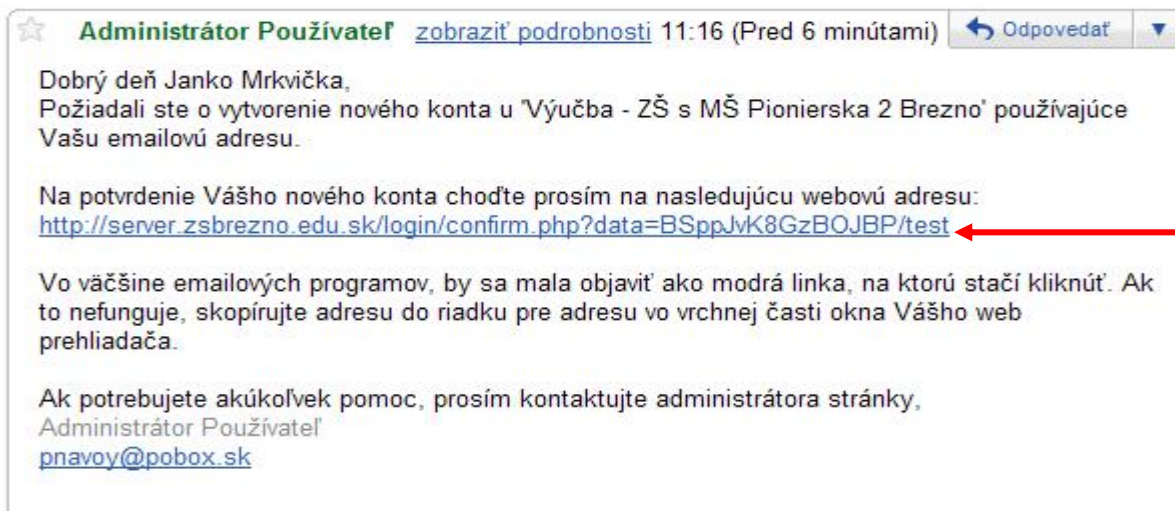 Administrátor Používateľ zobraziť podrobnosti 11:16 (Pred 6 minútami) Odpovedať
Dobrý deň Janko Mrkvička,
Požiadali ste o vytvorenie nového konta u 'Výučba - ZŠ s MŠ Pionierska 2 Brezno' používajúce
Vašu emailovú adresu.
Na potvrdenie Vášho nového konta choďte prosím na nasledujúcu webovú adresu:
http://server.zsbrezno.edu.sk/login/confirm.php?data=BSppJvK8GzBOJBP/test
Vo väčšine emailových programov, by sa mala objaviť ako modrá linka, na ktorú stačí kliknúť. Ak
to nefunguje, skopírujte adresu do riadku pre adresu vo vrchnej časti okna Vášho web
prehliadača.
Ak potrebujete akúkoľvek pomoc, prosím kontaktujte administrátora stránky,
Administrátor Používateľ
pnavoy@pobox.sk